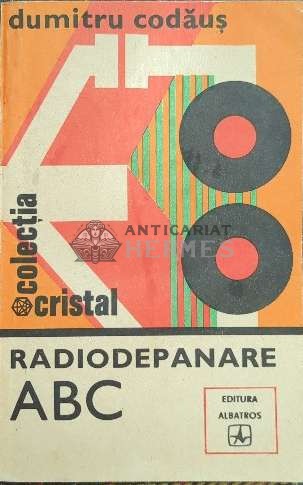 dumitru codăuș
ANTICARIAT
HERMES
colecția
cristal
RADIODEPANARE
ABC
EDITURA
ALBATROS